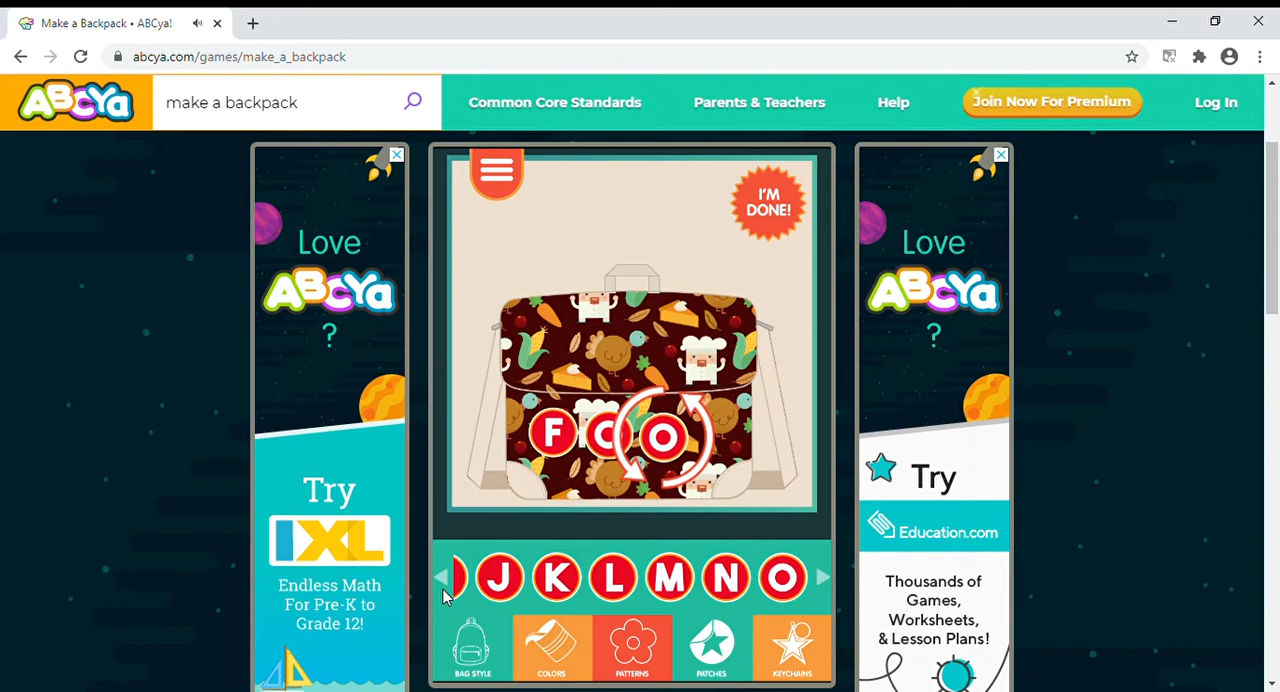 Make a Backpack • ABCya!
abcya.com/games/make_a_backpack
ABCYa
make a backpack
Common Core Standards
Parents & Teachers
Help
Join Now For Premium
Log In
Love
ABCYa
?
Try
IXL
Endless Math
For Pre-K to
Grade 12!
I'M
DONE!
F C O
J K L M N O
BAG STYLE
COLORS
PATTERNS
PATCHES
KEYCHAINS
Love
ABCYa
?
Try
Education.com
Thousands of
Games,
Worksheets,
& Lesson Plans!